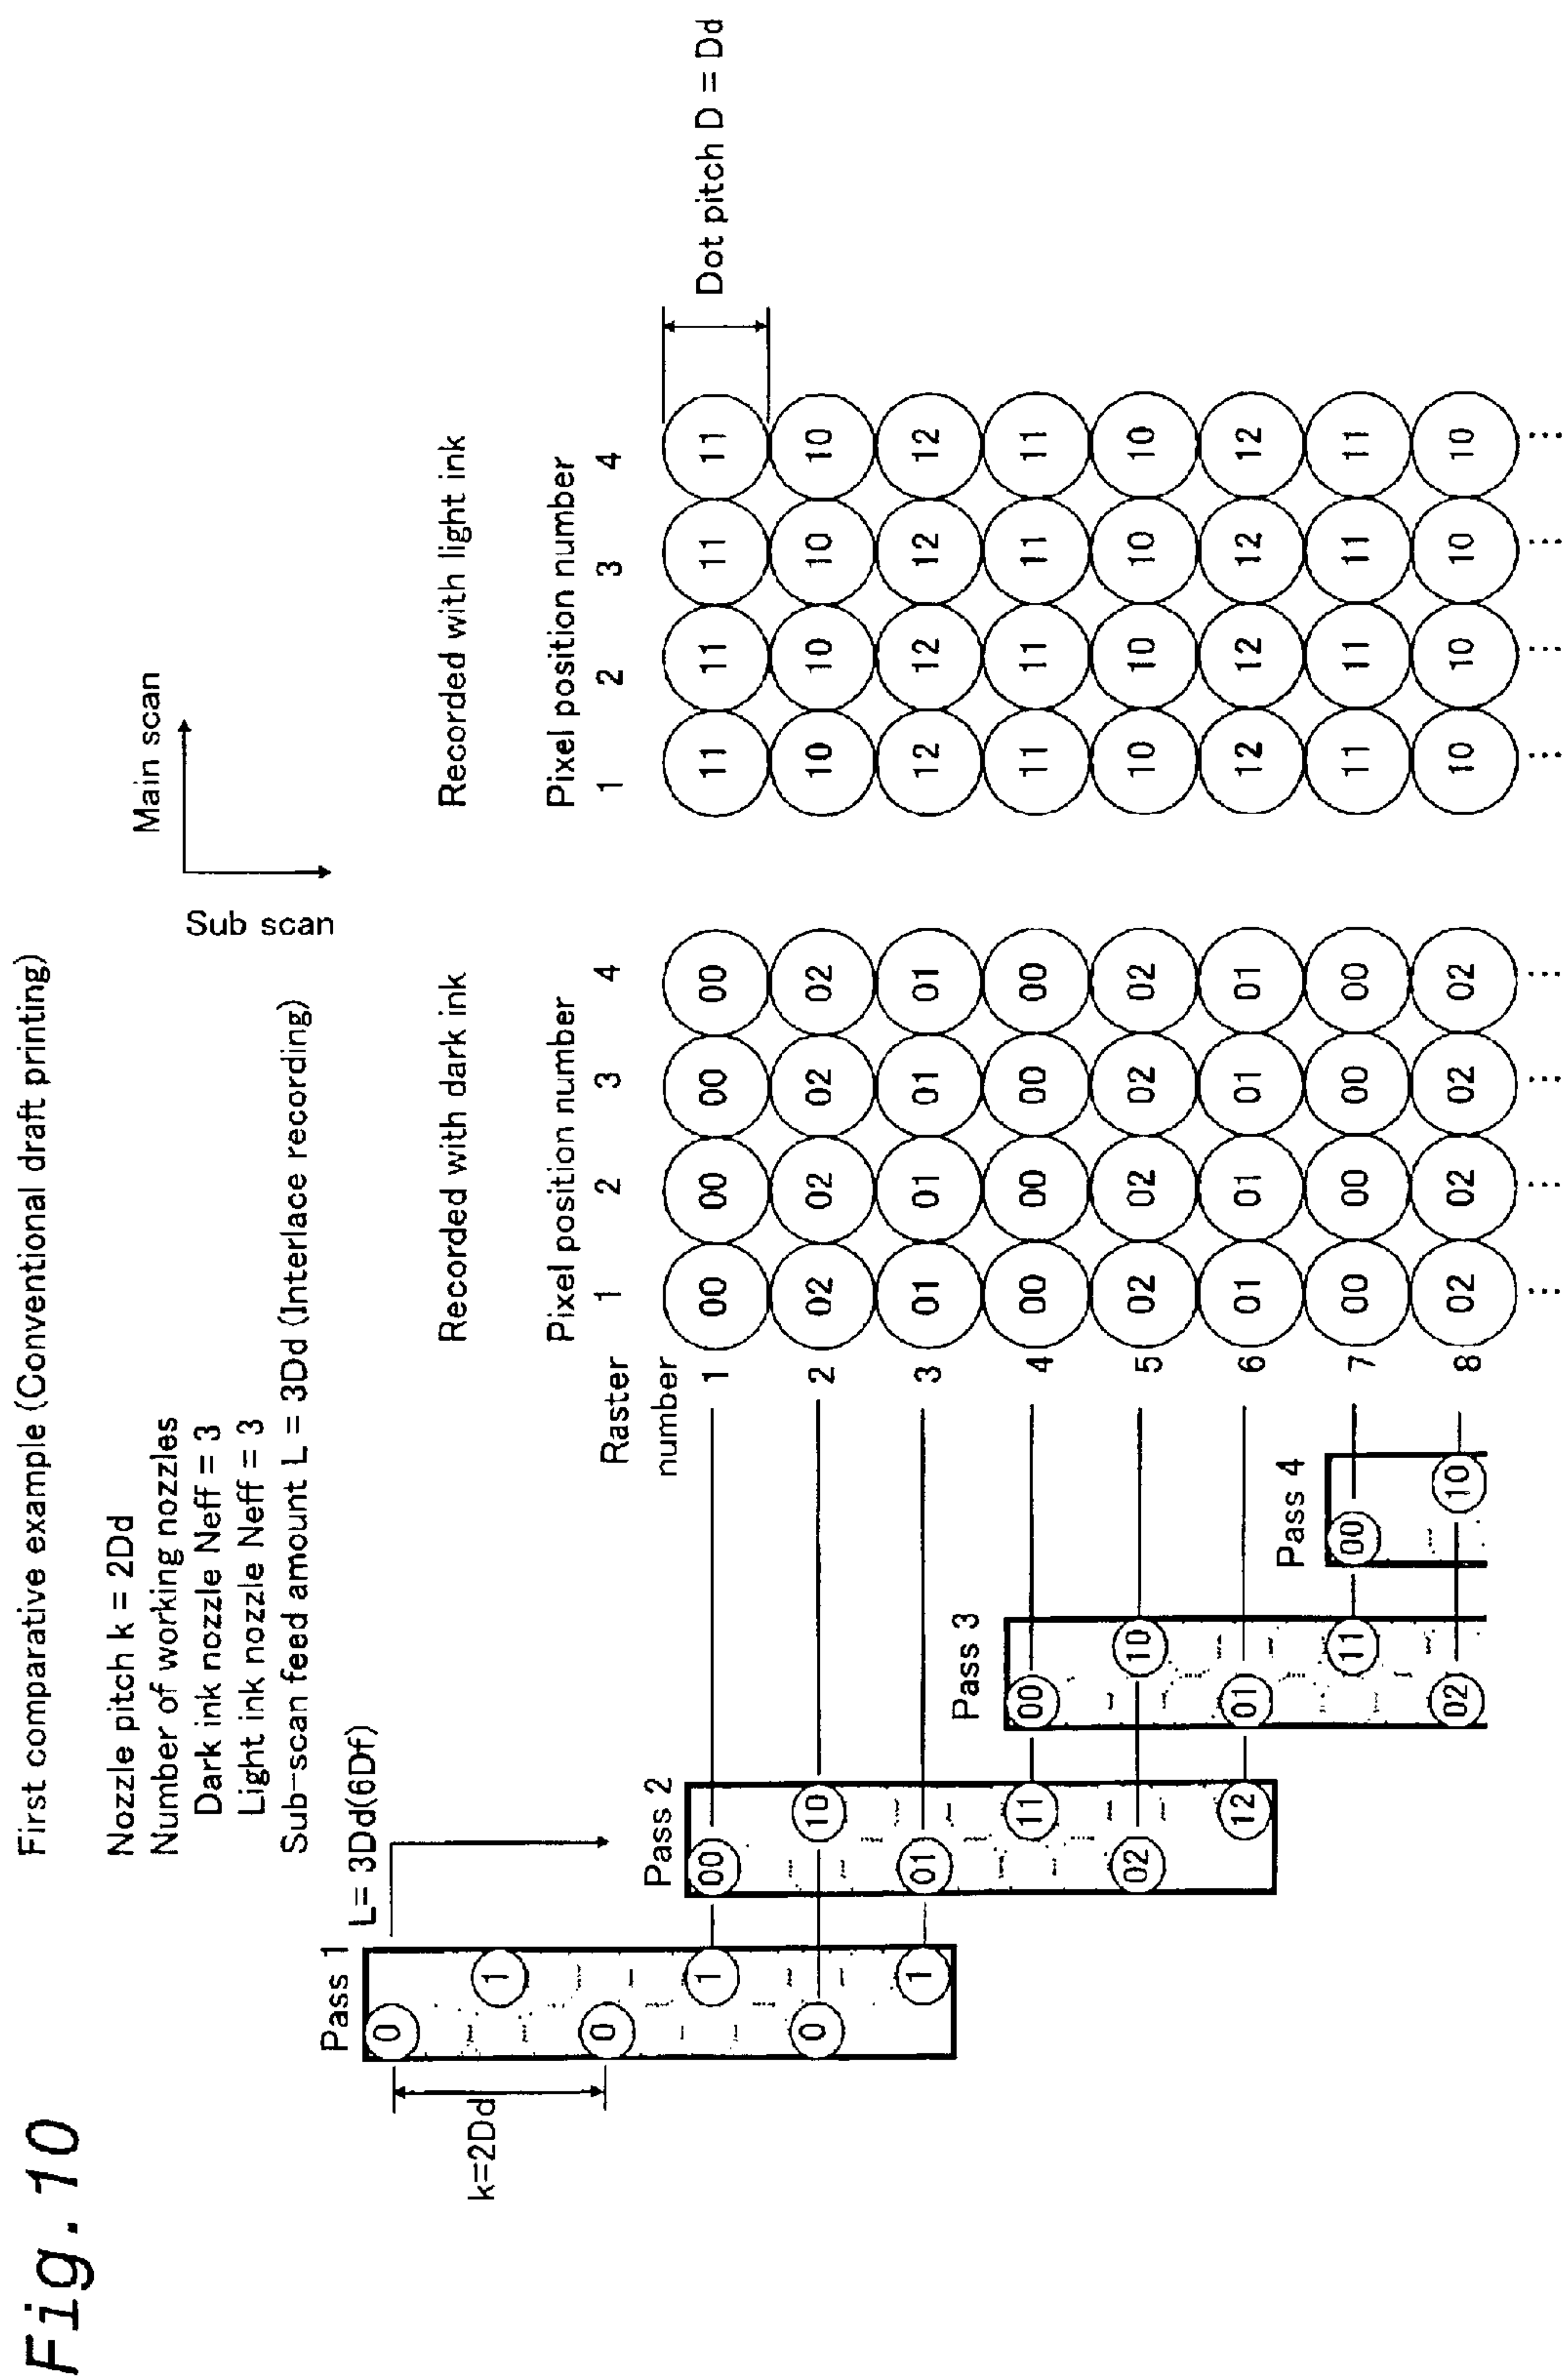 Fig.10
First comparative example (Conventional draft printing)
Nozzle pitch k = 2Dd
Number of working nozzles
Dark ink nozzle Neff = 3
Light ink nozzle Neff = 3
Sub-scan feed amount L = 3Dd (Interlace recording)
Main scan
Sub scan
L= 3Dd(6Df)
k=2Dd
Pass 1
0
1
0
1
0
1
Pass 2
00
10
01
11
02
12
Pass 3
00
10
01
11
02
Pass 4
00
10
Recorded with dark ink
Recorded with light ink
Raster number
Pixel position number
1 2 3 4
Pixel position number
1 2 3 4
Dot pitch D = Dd
1 00 00 00 00 11 11 11 11
2 02 02 02 02 10 10 10 10
3 01 01 01 01 12 12 12 12
4 00 00 00 00 11 11 11 11
5 02 02 02 02 10 10 10 10
6 01 01 01 01 12 12 12 12
7 00 00 00 00 11 11 11 11
8 02 02 02 02 10 10 10 10
... ... ... ... ... ... ... ...